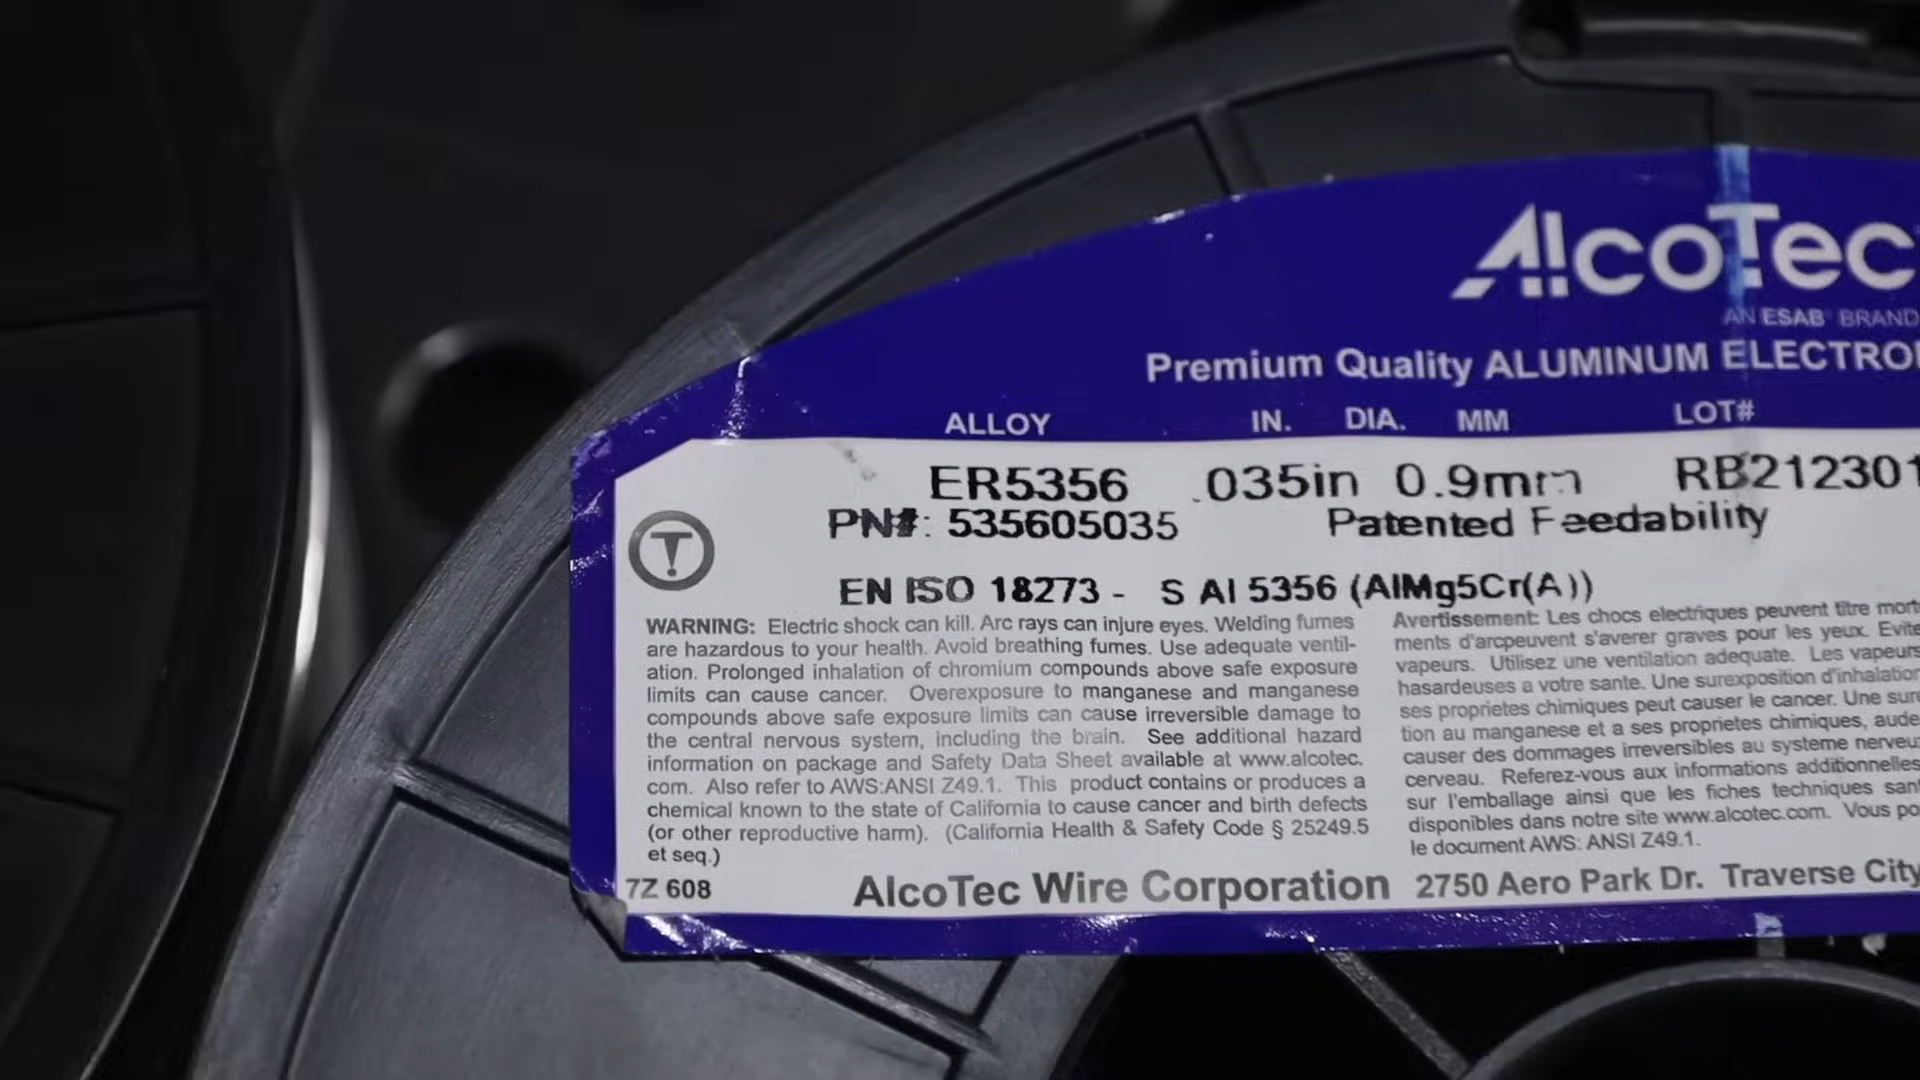 AlcoTec
AN ESAB® BRAND
Premium Quality ALUMINUM
ALLOY IN. DIA. MM LOT#
ER5356 .035in 0.9mm RB212301
PN#: 535605035 Patented Feedability
EN ISO 18273 - S Al 5356 (AlMg5Cr(A))
WARNING: Electric shock can kill. Arc rays can injure eyes. Welding fumes
are hazardous to your health. Avoid breathing fumes. Use adequate ventil-
ation. Prolonged inhalation of chromium compounds above safe exposure
limits can cause cancer. Overexposure to manganese and manganese
compounds above safe exposure limits can cause irreversible damage to
the central nervous system, including the brain. See additional hazard
information on package and Safety Data Sheet available at www.alcotec.
com. Also refer to AWS:ANSI Z49.1. This product contains or produces a
chemical known to the state of California to cause cancer and birth defects
(or other reproductive harm). (California Health & Safety Code § 25249.5
et seq.)
Avertissement: Les chocs electriques peuvent titre
ments d'arcpeuvent s'averer graves pour les yeux.
vapeurs. Utilisez une ventilation adequate. Les vapeurs
hasardeuses a votre sante. Une surexposition d'inhalation
ses proprietes chimiques peut causer le cancer. Une
tion au manganese et a ses proprietes chimiques,
causer des dommages irreversibles au systeme
cerveau. Referez-vous aux informations additionnelles
sur l'emballage ainsi que les fiches techniques
disponibles dans notre site www.alcotec.com. Vous
le document AWS: ANSI Z49.1.
7Z 608 AlcoTec Wire Corporation 2750 Aero Park Dr. Traverse City